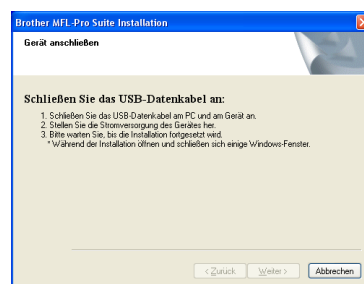 Brother MFL-Pro Suite Installation
Gerät anschließen
Schließen Sie das USB-Datenkabel an:
1. Schließen Sie das USB-Datenkabel am PC und am Gerät an.
2. Stellen Sie die Stromversorgung des Gerätes her.
3. Bitte warten Sie, bis die Installation fortgesetzt wird.
* Während der Installation öffnen und schließen sich einige Windows-Fenster.
< Zurück
Weiter >
Abbrechen